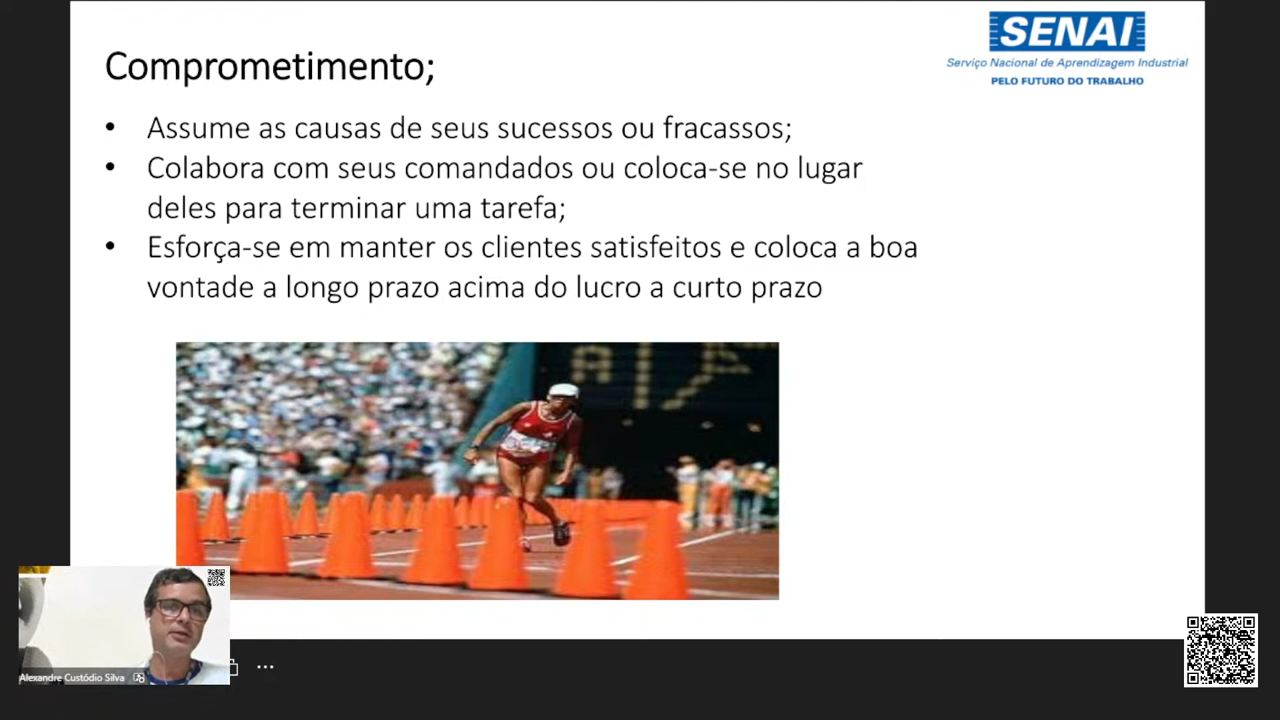 SENAI
Serviço Nacional de Aprendizagem Industrial
PELO FUTURO DO TRABALHO
Comprometimento;
• Assume as causas de seus sucessos ou fracassos;
• Colabora com seus comandados ou coloca-se no lugar
deles para terminar uma tarefa;
• Esforça-se em manter os clientes satisfeitos e coloca a boa
vontade a longo prazo acima do lucro a curto prazo
Alexandre Custódio Silva